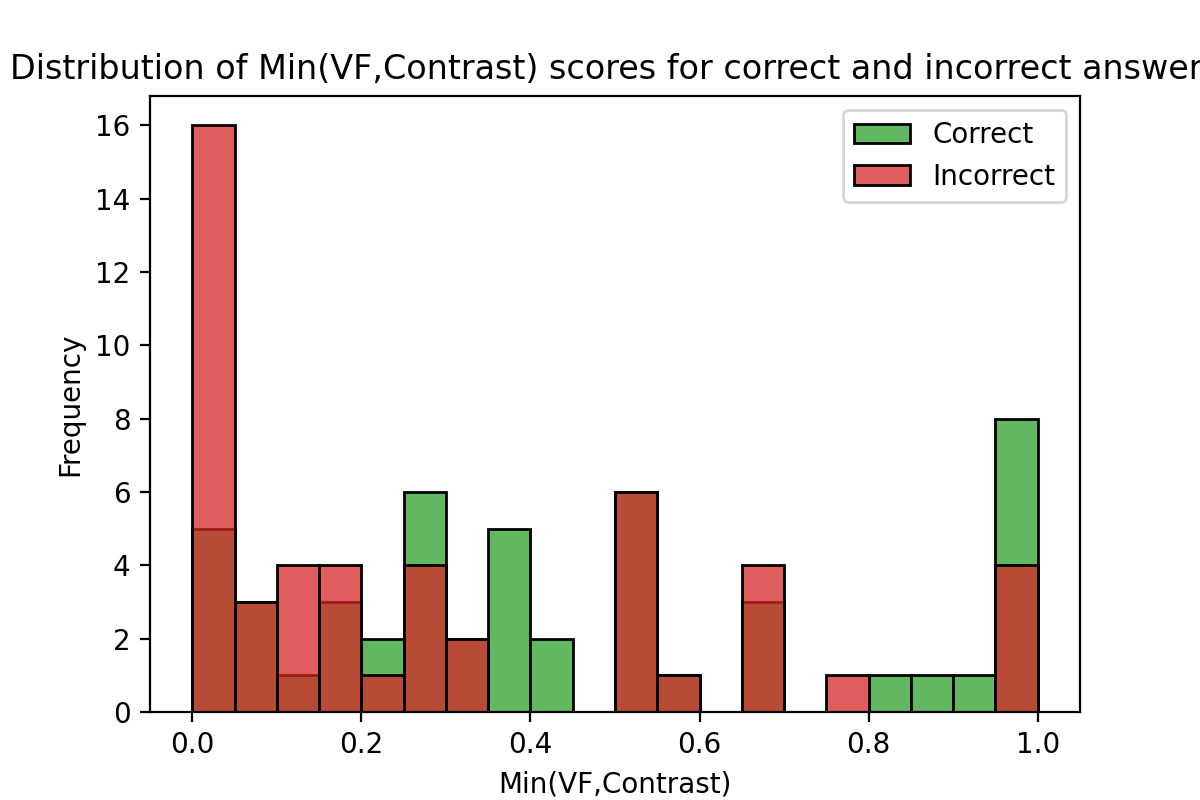 Distribution of Min(VF,Contrast) scores for correct and incorrect answer
Correct
Incorrect
Frequency
16
14
12
10
8
6
4
2
0
0.0 0.2 0.4 0.6 0.8 1.0
Min(VF,Contrast)